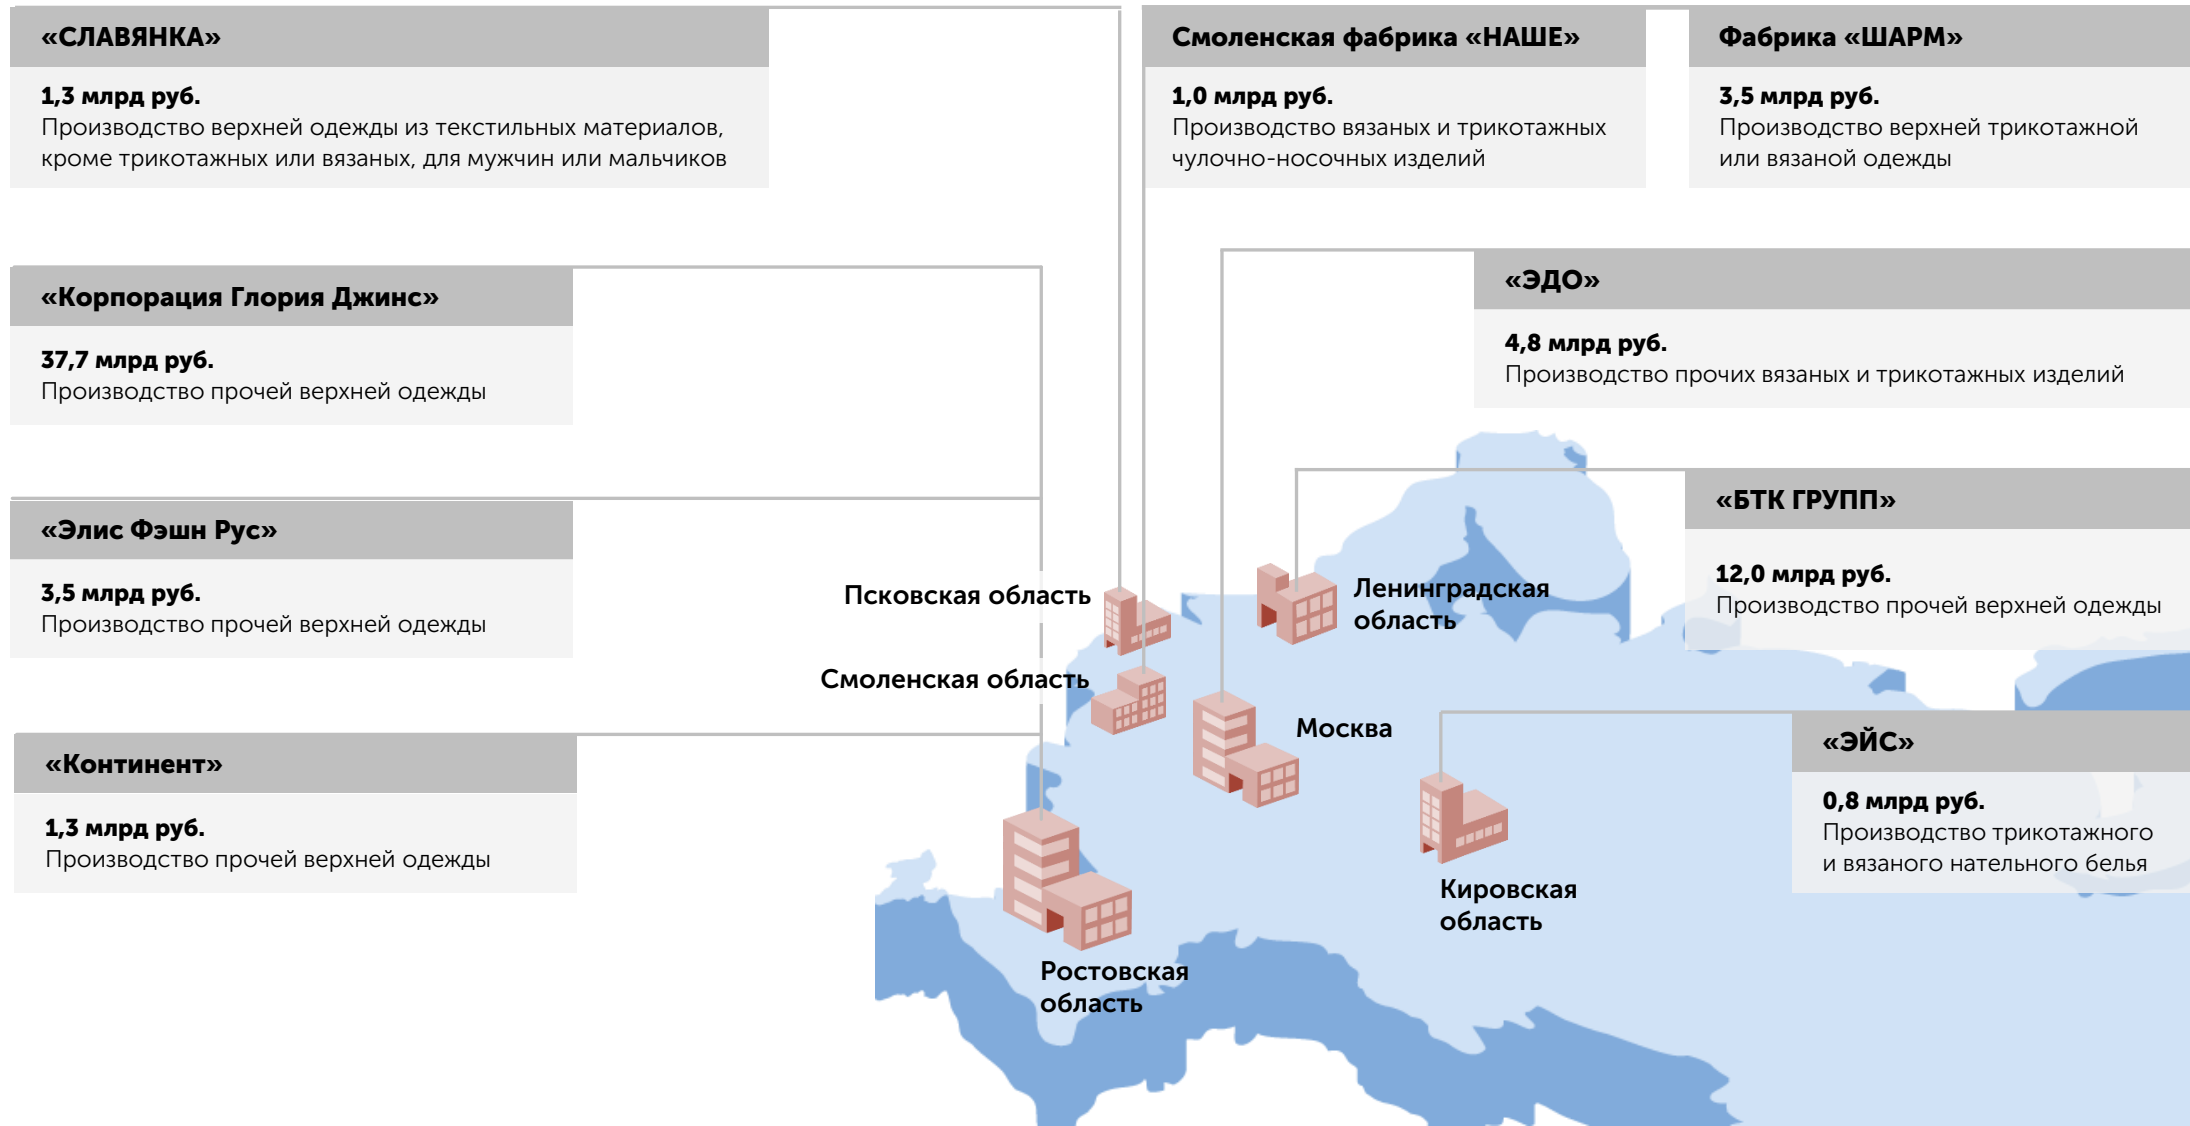 «СЛАВЯНКА»
1,3 млрд руб.
Производство верхней одежды из текстильных материалов,
кроме трикотажных или вязаных, для мужчин или мальчиков
Смоленская фабрика «НАШЕ»
1,0 млрд руб.
Производство вязаных и трикотажных
чулочно-носочных изделий
Фабрика «ШАРМ»
3,5 млрд руб.
Производство верхней трикотажной
или вязаной одежды
«Корпорация Глория Джинс»
37,7 млрд руб.
Производство прочей верхней одежды
«ЭДО»
4,8 млрд руб.
Производство прочих вязаных и трикотажных изделий
«Элис Фэшн Рус»
3,5 млрд руб.
Производство прочей верхней одежды
«БТК ГРУПП»
12,0 млрд руб.
Производство прочей верхней одежды
Псковская область
Ленинградская
область
Смоленская область
Москва
«Континент»
1,3 млрд руб.
Производство прочей верхней одежды
«ЭЙС»
0,8 млрд руб.
Производство трикотажного
и вязаного нательного белья
Кировская
область
Ростовская
область